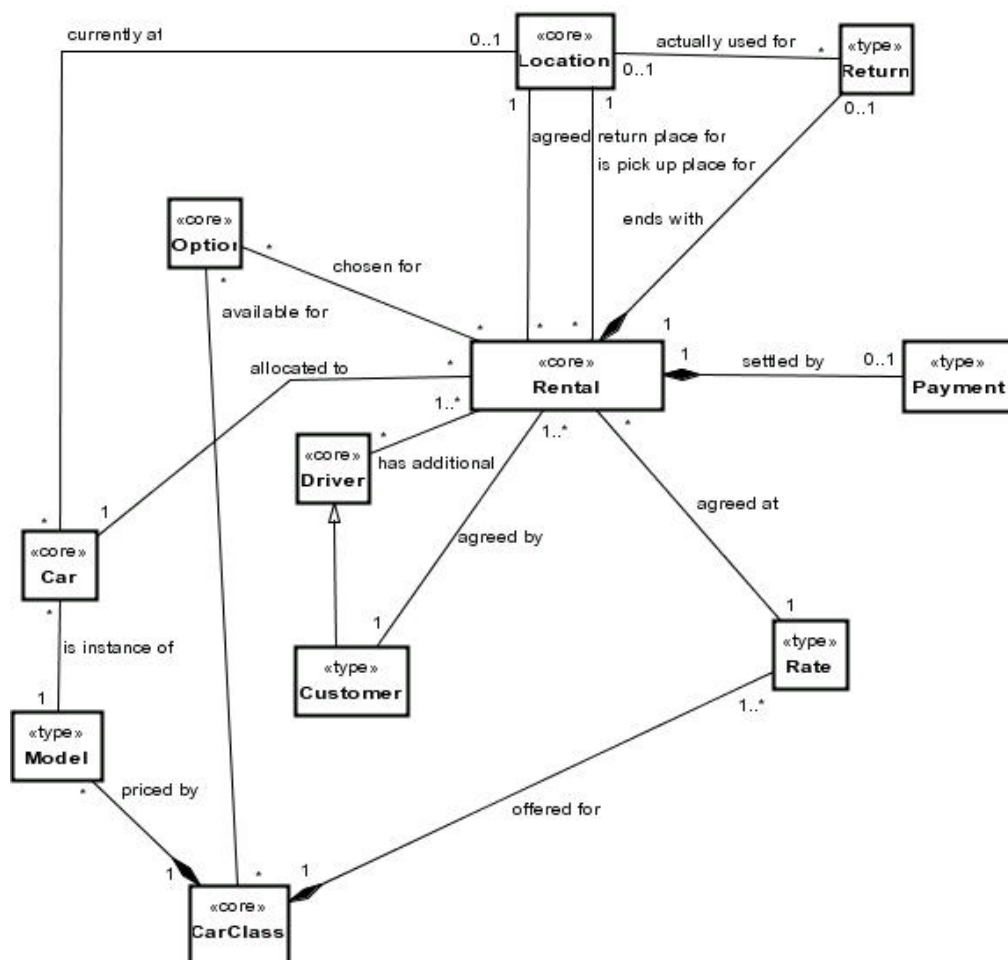 currently at
0..1
«core»
Location
0..1
actually used for
*
«type»
Return
0..1
1
1
agreed return place for
is pick up place for
ends with
«core»
Option
*
*
chosen for
available for
*
*
*
1
«core»
Rental
1
settled by
0..1
«type»
Payment
allocated to
*
1..*
*
has additional
1..*
*
«core»
Driver
agreed by
agreed at
*
1
«core»
Car
*
is instance of
1
«type»
Customer
1
1
«type»
Rate
1..*
«type»
Model
*
priced by
offered for
1
*
1
«core»
CarClass